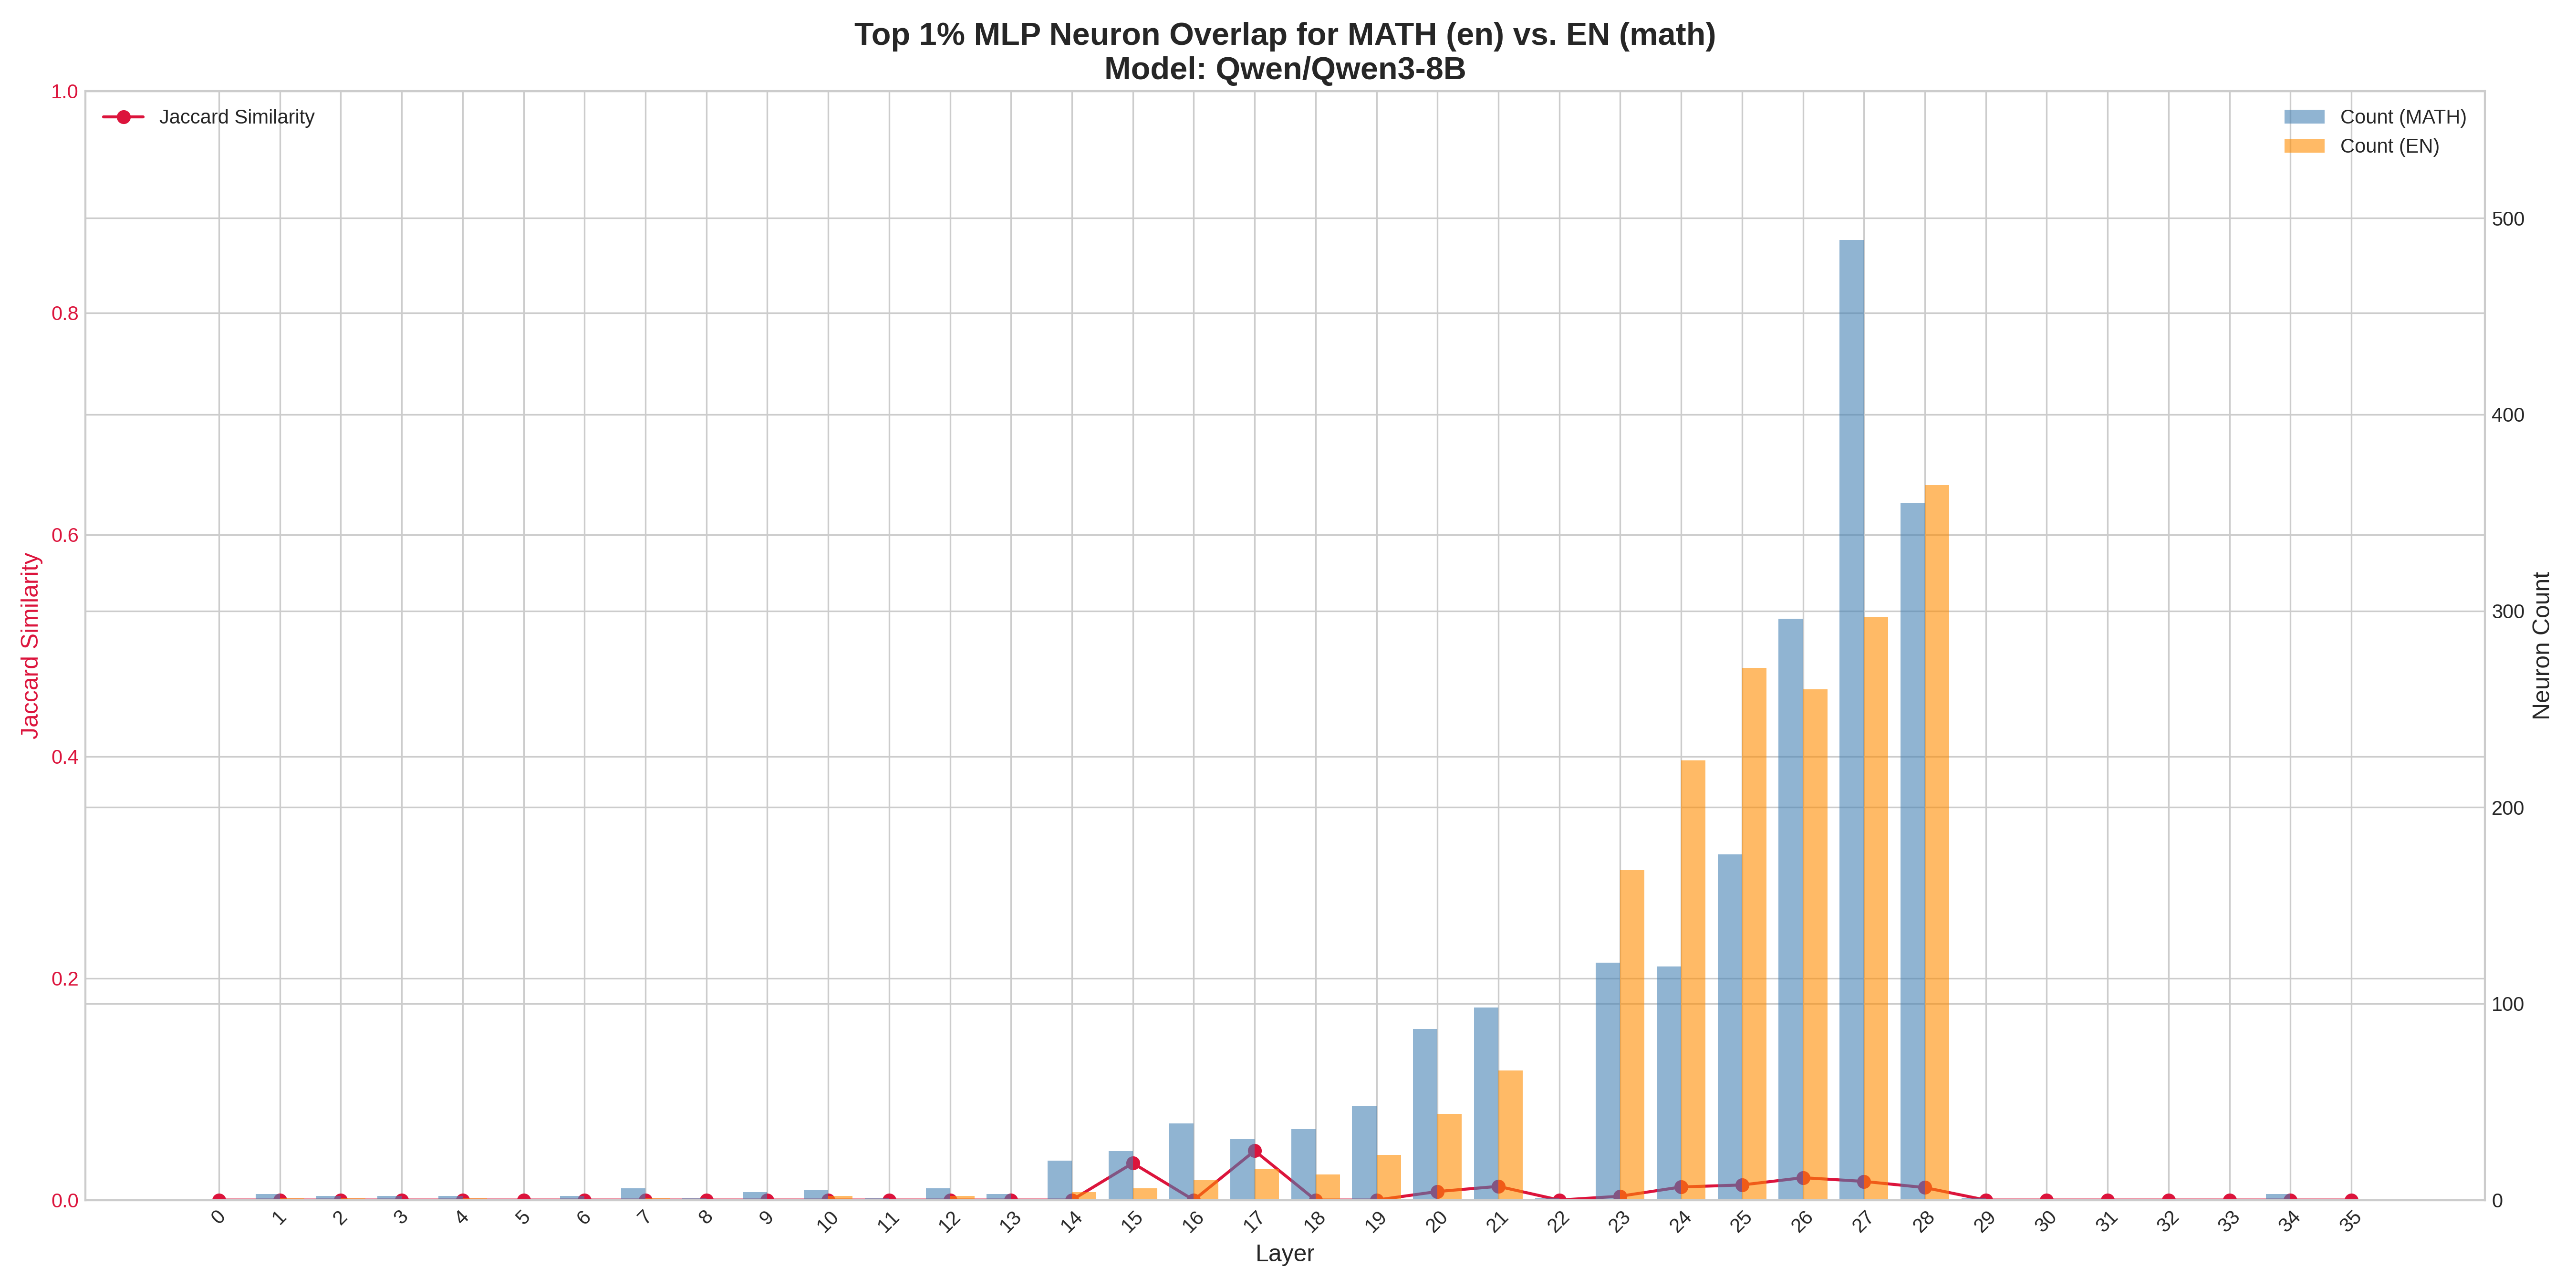 Top 1% MLP Neuron Overlap for MATH (en) vs. EN (math)
Model: Qwen/Qwen3-8B
Jaccard Similarity
Count (MATH)
Count (EN)
1.0
0.8
0.6
0.4
0.2
0.0
Jaccard Similarity
500
400
300
200
100
0
Neuron Count
0 1 2 3 4 5 6 7 8 9 10 11 12 13 14 15 16 17 18 19 20 21 22 23 24 25 26 27 28 29 30 31 32 33 34 35
Layer